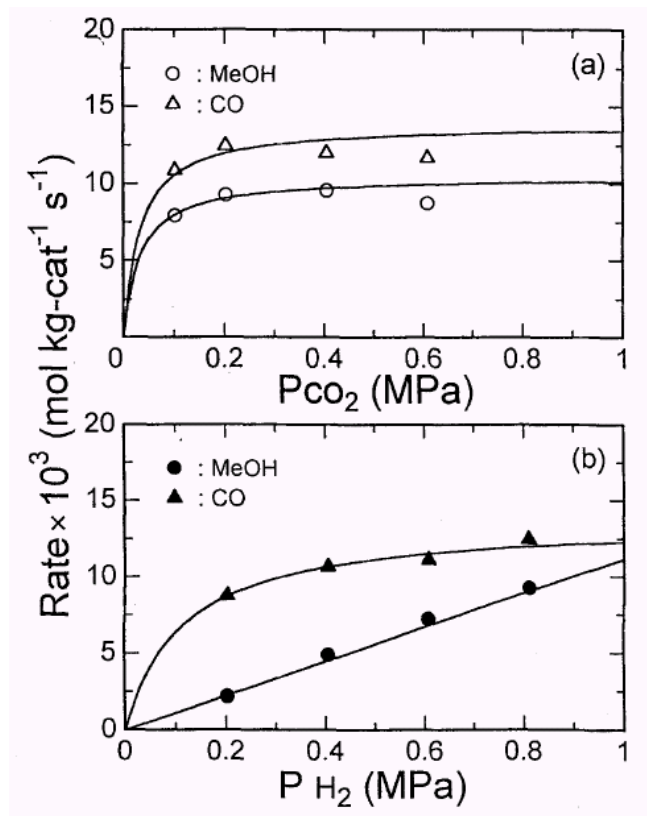 20
(a)
○ : MeOH
△ : CO
15
10
5
0 0.2 0.4 0.6 0.8 1
Pco₂ (MPa)
Rate×10³ (mol kg-cat⁻¹ s⁻¹)
20
(b)
● : MeOH
▲ : CO
15
10
5
0
0 0.2 0.4 0.6 0.8 1
P H₂ (MPa)